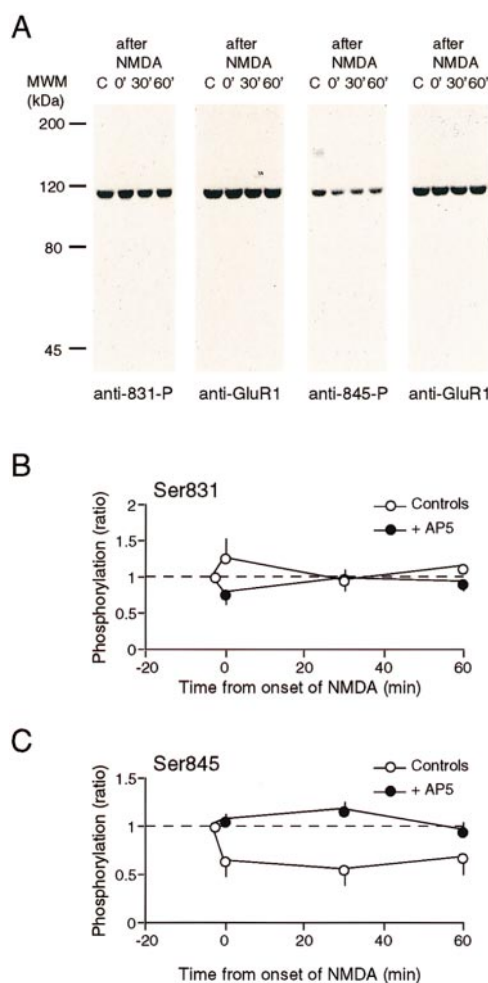 A
after after after after
NMDA NMDA NMDA NMDA
MWM C 0' 30' 60' C 0' 30' 60' C 0' 30' 60' C 0' 30' 60'
(kDa)
200
120
80
45
anti-831-P anti-GluR1 anti-845-P anti-GluR1
B
Ser831
Controls
+ AP5
Phosphorylation (ratio)
2
1.5
1
0.5
0
-20 0 20 40 60
Time from onset of NMDA (min)
C
Ser845
Controls
+ AP5
Phosphorylation (ratio)
1.5
1
0.5
0
-20 0 20 40 60
Time from onset of NMDA (min)